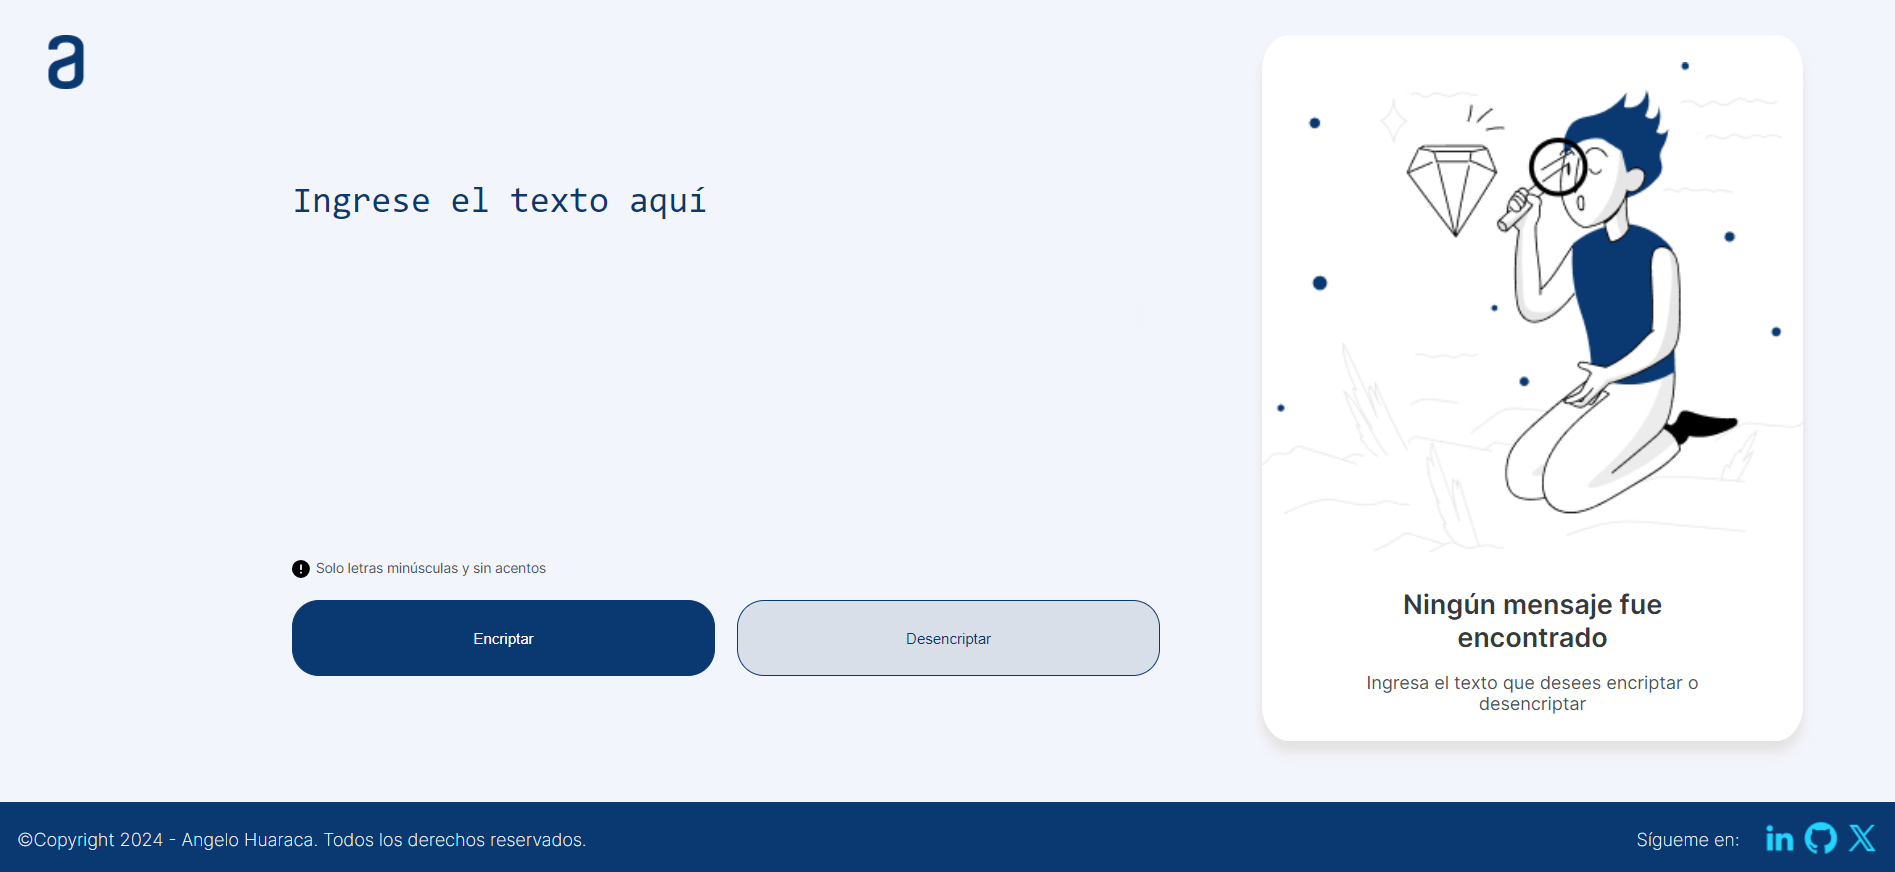 a
Ingrese el texto aquí
Solo letras minúsculas y sin acentos
Encriptar
Desencriptar
Ningún mensaje fue
encontrado
Ingresa el texto que desees encriptar o
desencriptar
©Copyright 2024 - Angelo Huaraca. Todos los derechos reservados.
Sígueme en: